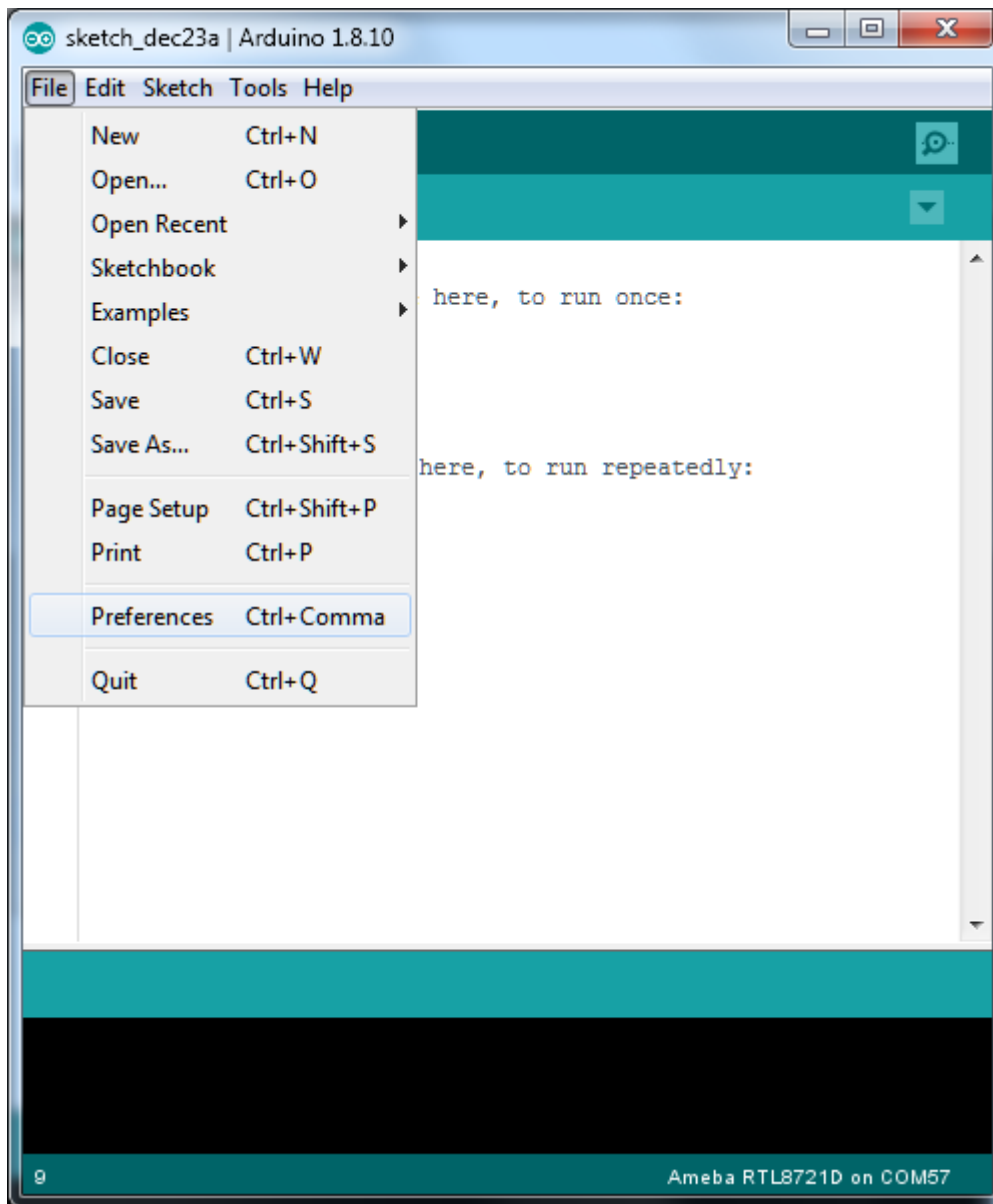 sketch_dec23a | Arduino 1.8.10
File Edit Sketch Tools Help
New Ctrl+N
Open... Ctrl+O
Open Recent
Sketchbook
Examples
Close Ctrl+W
Save Ctrl+S
Save As... Ctrl+Shift+S
Page Setup Ctrl+Shift+P
Print Ctrl+P
Preferences Ctrl+Comma
Quit Ctrl+Q
here, to run once:
here, to run repeatedly:
9 Ameba RTL8721D on COM57